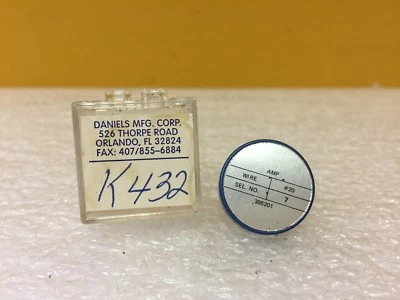 DANIELS MFG. CORP.
526 THORPE ROAD
ORLANDO, FL 32824
FAX: 407/855-6884
K432
AMP
WIRE #20
SEL. NO. 7
395201